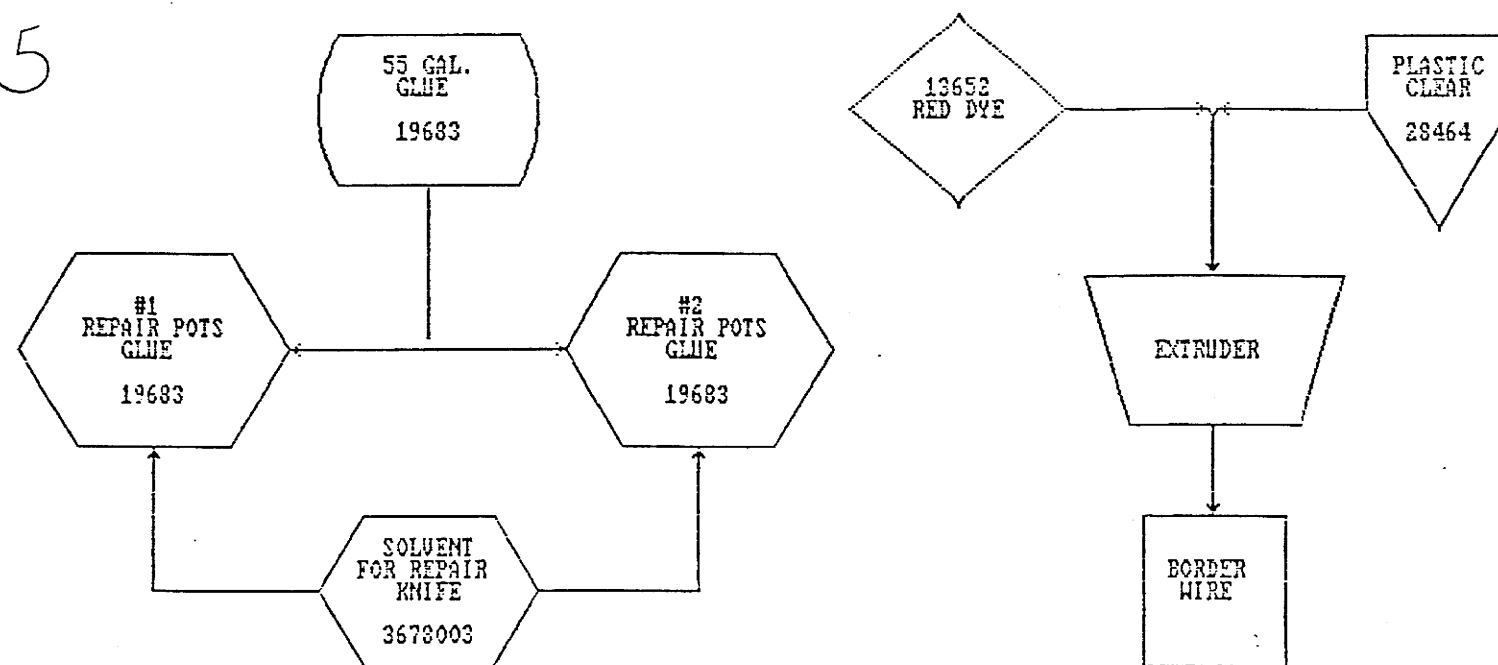 5
55 GAL.
GLUE
19683
13652
RED DYE
PLASTIC
CLEAR
28464
#1
REPAIR POTS
GLUE
19683
#2
REPAIR POTS
GLUE
19683
EXTRUDER
SOLVENT
FOR REPAIR
KNIFE
3678003
BORDER
WIRE